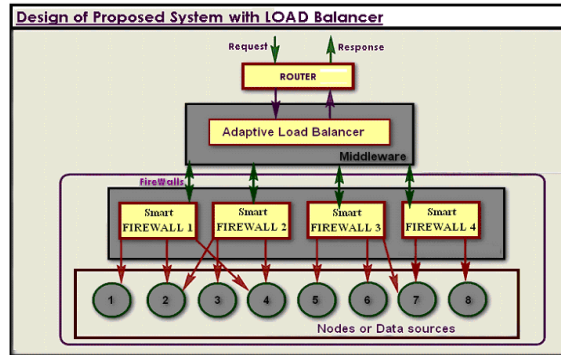 Design of Proposed System with LOAD Balancer
Request
Response
ROUTER
Adaptive Load Balancer
Middleware
FireWalls
Smart
FIREWALL 1
Smart
FIREWALL 2
Smart
FIREWALL 3
Smart
FIREWALL 4
1
2
3
4
5
6
7
8
Nodes or Data sources